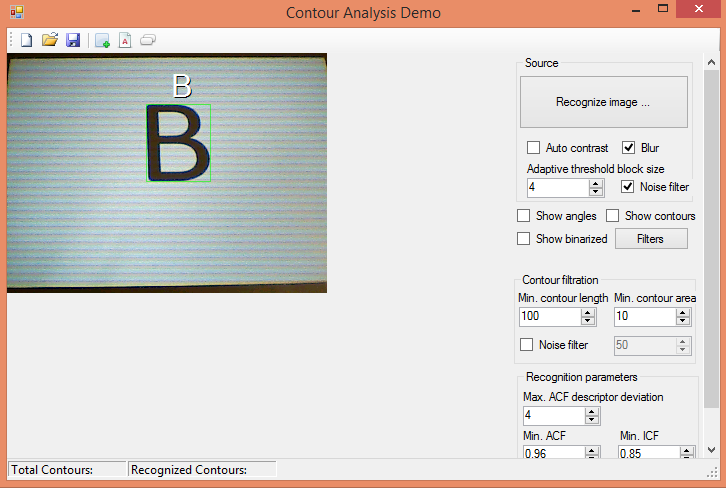 Contour Analysis Demo
A
B
B
Source
Recognize image ...
Auto contrast
Blur
Adaptive threshold block size
4
Noise filter
Show angles
Show contours
Show binarized
Filters
Contour filtration
Min. contour length
Min. contour area
100
10
Noise filter
50
Recognition parameters
Max. ACF descriptor deviation
4
Min. ACF
Min. ICF
0.96
0.85
Total Contours:
Recognized Contours: